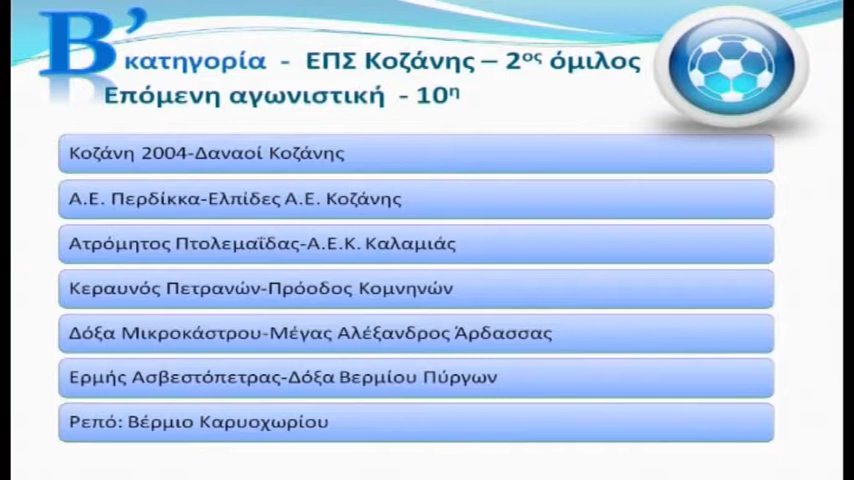 Β’ κατηγορία - ΕΠΣ Κοζάνης – 2ος όμιλος
Επόμενη αγωνιστική - 10η
Κοζάνη 2004-Δαναοί Κοζάνης
Α.Ε. Περδίκκα-Ελπίδες Α.Ε. Κοζάνης
Ατρόμητος Πτολεμαΐδας-Α.Ε.Κ. Καλαμιάς
Κεραυνός Πετρανών-Πρόοδος Κομνηνών
Δόξα Μικροκάστρου-Μέγας Αλέξανδρος Άρδασσας
Ερμής Ασβεστόπετρας-Δόξα Βερμίου Πύργων
Ρεπό: Βέρμιο Καρυοχωρίου